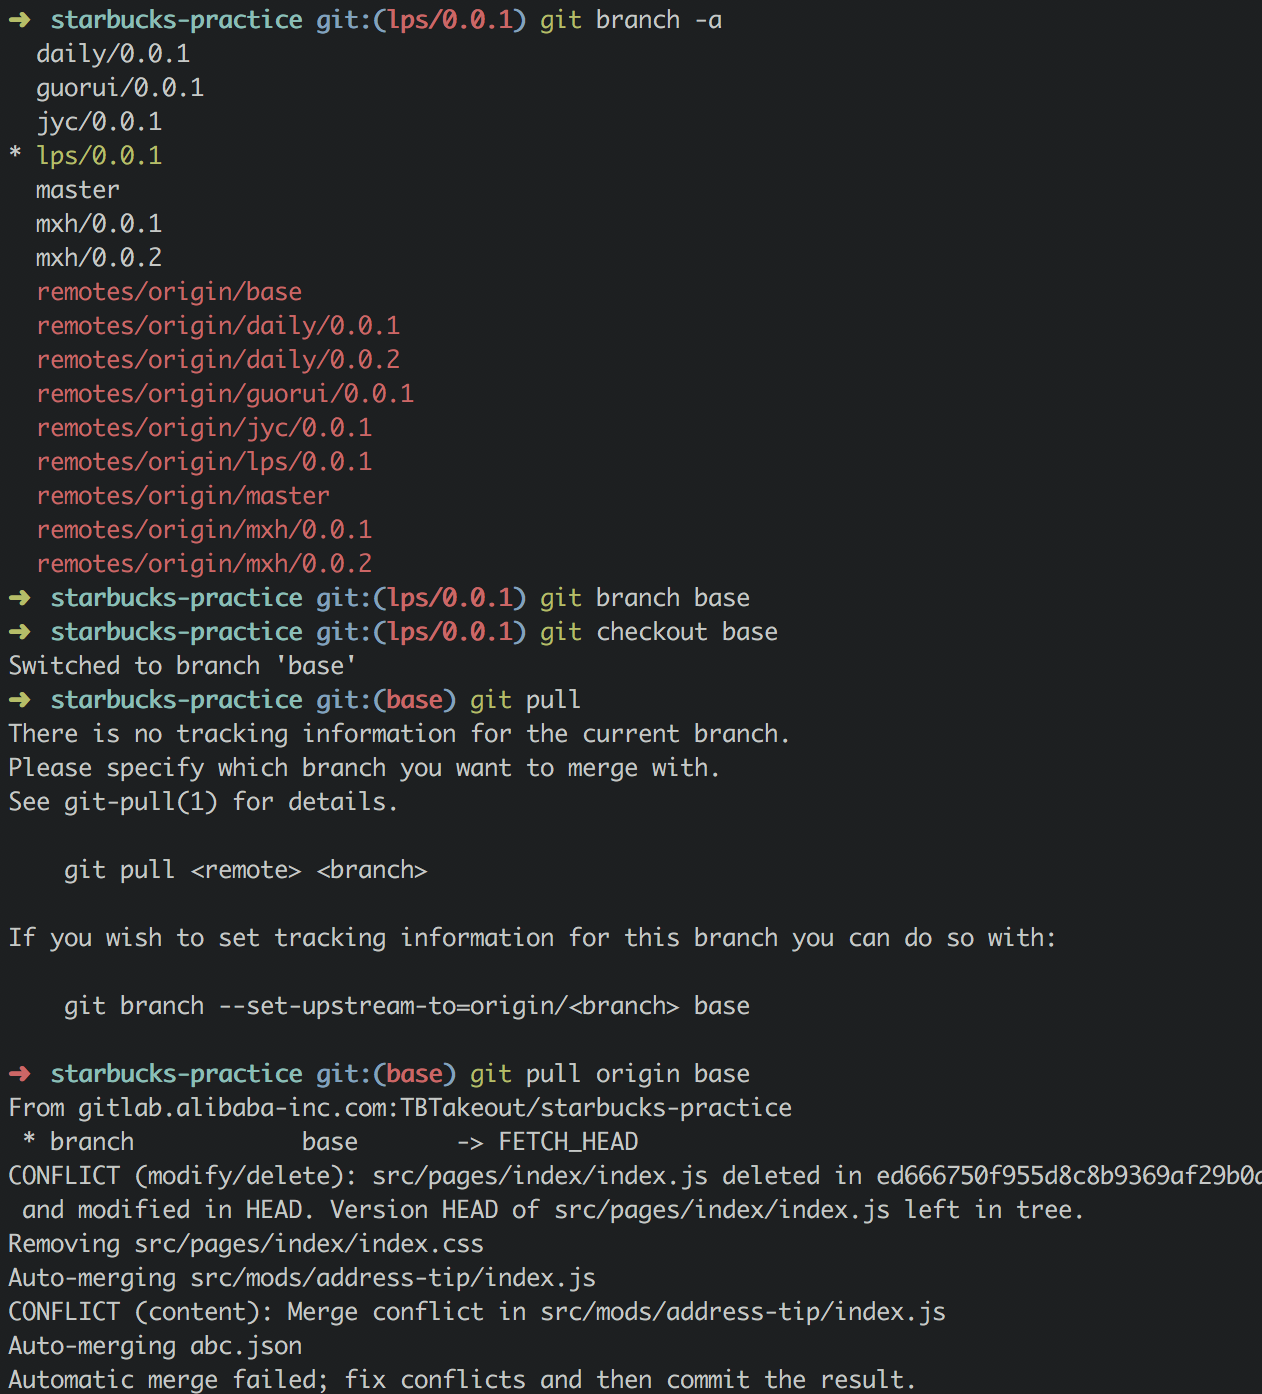 ➜  starbucks-practice git:(lps/0.0.1) git branch -a
  daily/0.0.1
  guorui/0.0.1
  jyc/0.0.1
* lps/0.0.1
  master
  mxh/0.0.1
  mxh/0.0.2
  remotes/origin/base
  remotes/origin/daily/0.0.1
  remotes/origin/daily/0.0.2
  remotes/origin/guorui/0.0.1
  remotes/origin/jyc/0.0.1
  remotes/origin/lps/0.0.1
  remotes/origin/master
  remotes/origin/mxh/0.0.1
  remotes/origin/mxh/0.0.2
➜  starbucks-practice git:(lps/0.0.1) git branch base
➜  starbucks-practice git:(lps/0.0.1) git checkout base
Switched to branch 'base'
➜  starbucks-practice git:(base) git pull
There is no tracking information for the current branch.
Please specify which branch you want to merge with.
See git-pull(1) for details.

    git pull <remote> <branch>

If you wish to set tracking information for this branch you can do so with:

    git branch --set-upstream-to=origin/<branch> base

➜  starbucks-practice git:(base) git pull origin base
From gitlab.alibaba-inc.com:TBTakeout/starbucks-practice
 * branch            base       -> FETCH_HEAD
CONFLICT (modify/delete): src/pages/index/index.js deleted in ed666750f955d8c8b9369af29b0
 and modified in HEAD. Version HEAD of src/pages/index/index.js left in tree.
Removing src/pages/index/index.css
Auto-merging src/mods/address-tip/index.js
CONFLICT (content): Merge conflict in src/mods/address-tip/index.js
Auto-merging abc.json
Automatic merge failed; fix conflicts and then commit the result.